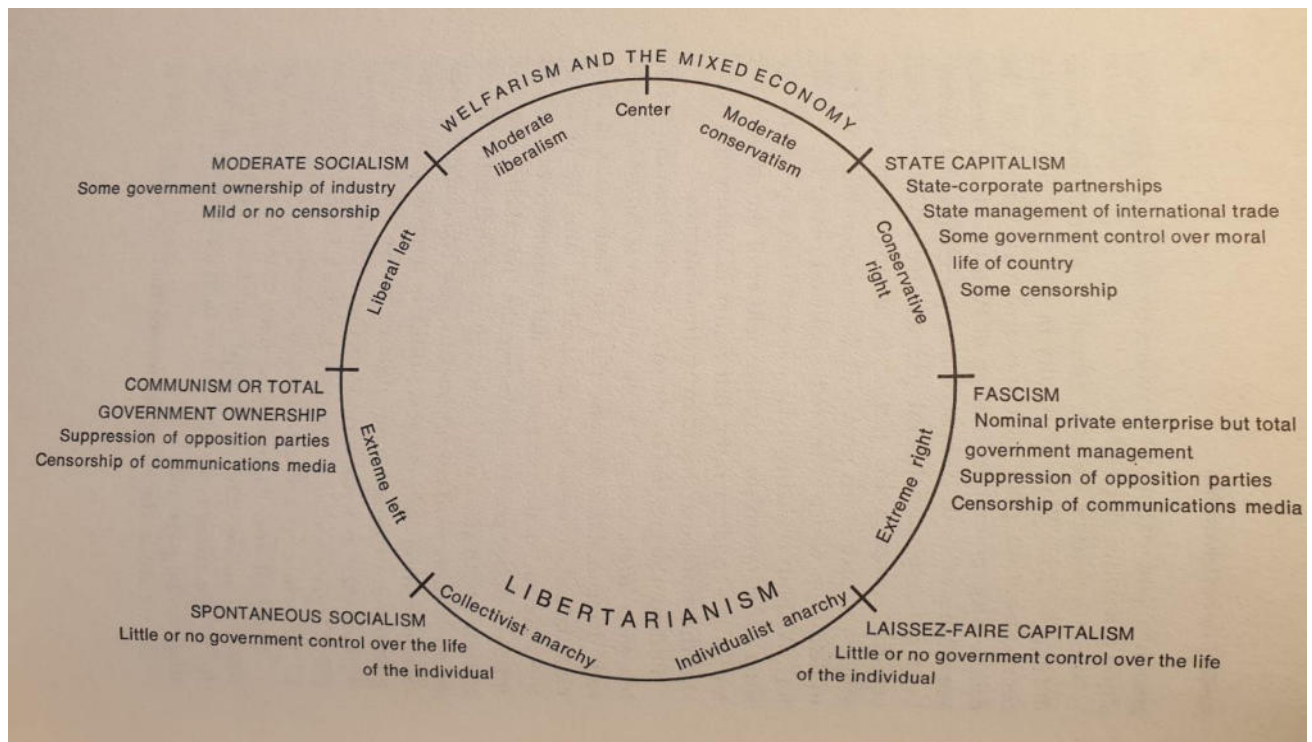 WELFARISM AND THE MIXED ECONOMY
Center
Moderate
liberalism
Moderate
conservatism
MODERATE SOCIALISM
Some government ownership of industry
Mild or no censorship
STATE CAPITALISM
State-corporate partnerships
State management of international trade
Some government control over moral
life of country
Some censorship
Liberal left
Conservative
right
COMMUNISM OR TOTAL
GOVERNMENT OWNERSHIP
Suppression of opposition parties
Censorship of communications media
FASCISM
Nominal private enterprise but total
government management
Suppression of opposition parties
Censorship of communications media
Extreme left
Extreme right
LIBERTARIANISM
Collectivist anarchy
Individualist anarchy
SPONTANEOUS SOCIALISM
Little or no government control over the life
of the individual
LAISSEZ-FAIRE CAPITALISM
Little or no government control over the life
of the individual